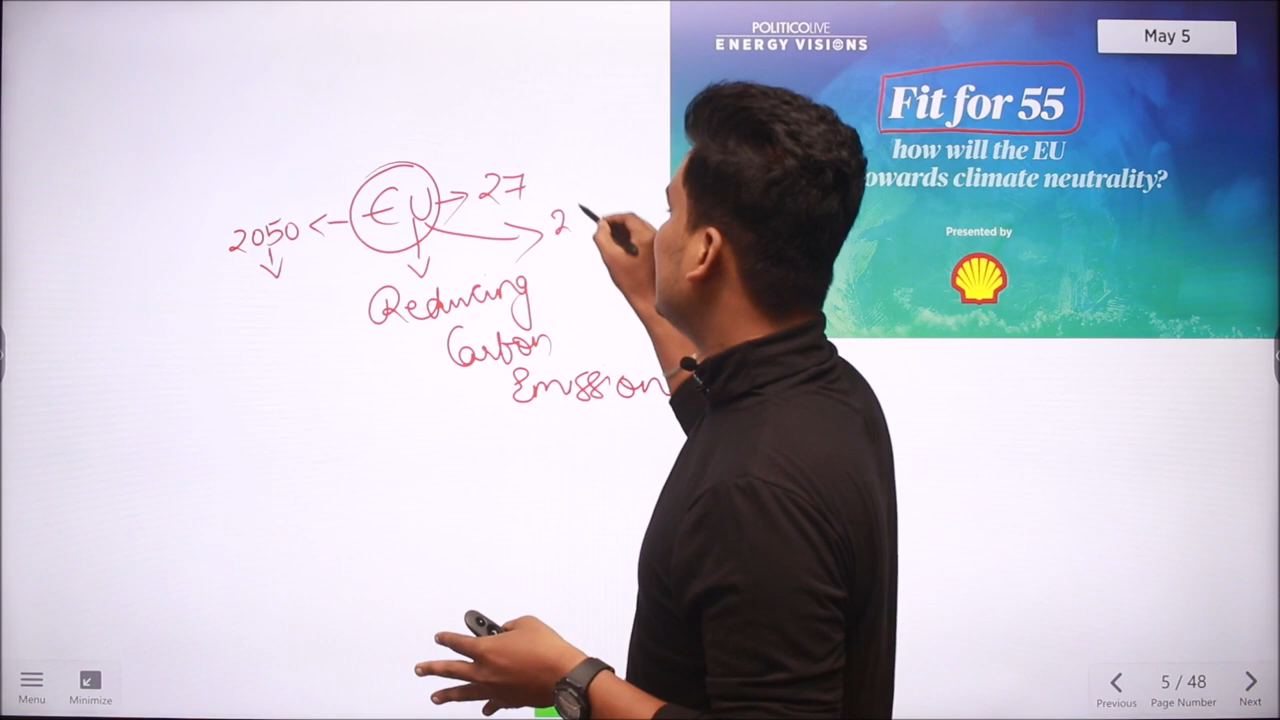 POLITICOLIVE
ENERGY VISIONS
May 5
Fit for 55
how will the EU
owards climate neutrality?
Presented by
EU
27
2050
2
Reducing
Carbon
Emission
Menu
Minimize
Previous
5 / 48
Page Number
Next